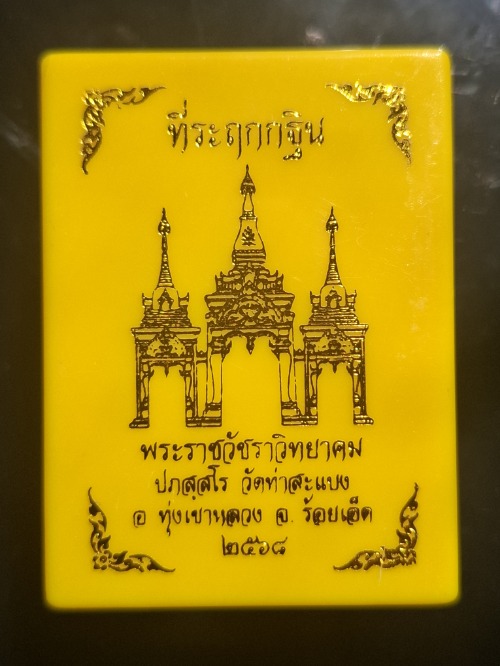 ที่ระฤกกฐิน
พระราชวัชราวิทยาคม
ปภสฺสโร วัดท่าสะแบง
อ ทุ่งเขาหลวง จ. ร้อยเอ็ด
๒๕๖๘